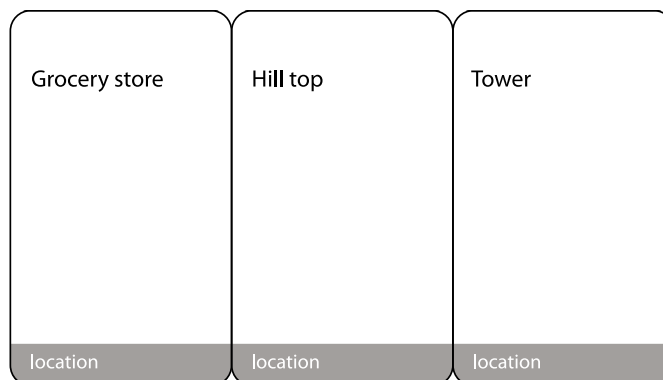 Grocery store
Hill top
Tower
location
location
location